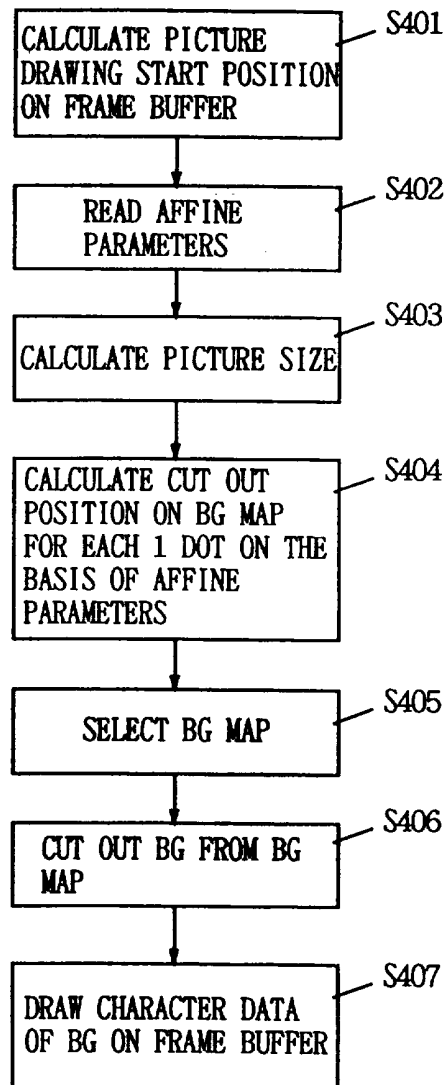 S401
CALCULATE PICTURE
DRAWING START POSITION
ON FRAME BUFFER
S402
READ AFFINE
PARAMETERS
S403
CALCULATE PICTURE SIZE
S404
CALCULATE CUT OUT
POSITION ON BG MAP
FOR EACH 1 DOT ON THE
BASIS OF AFFINE
PARAMETERS
S405
SELECT BG MAP
S406
CUT OUT BG FROM BG
MAP
S407
DRAW CHARACTER DATA
OF BG ON FRAME BUFFER